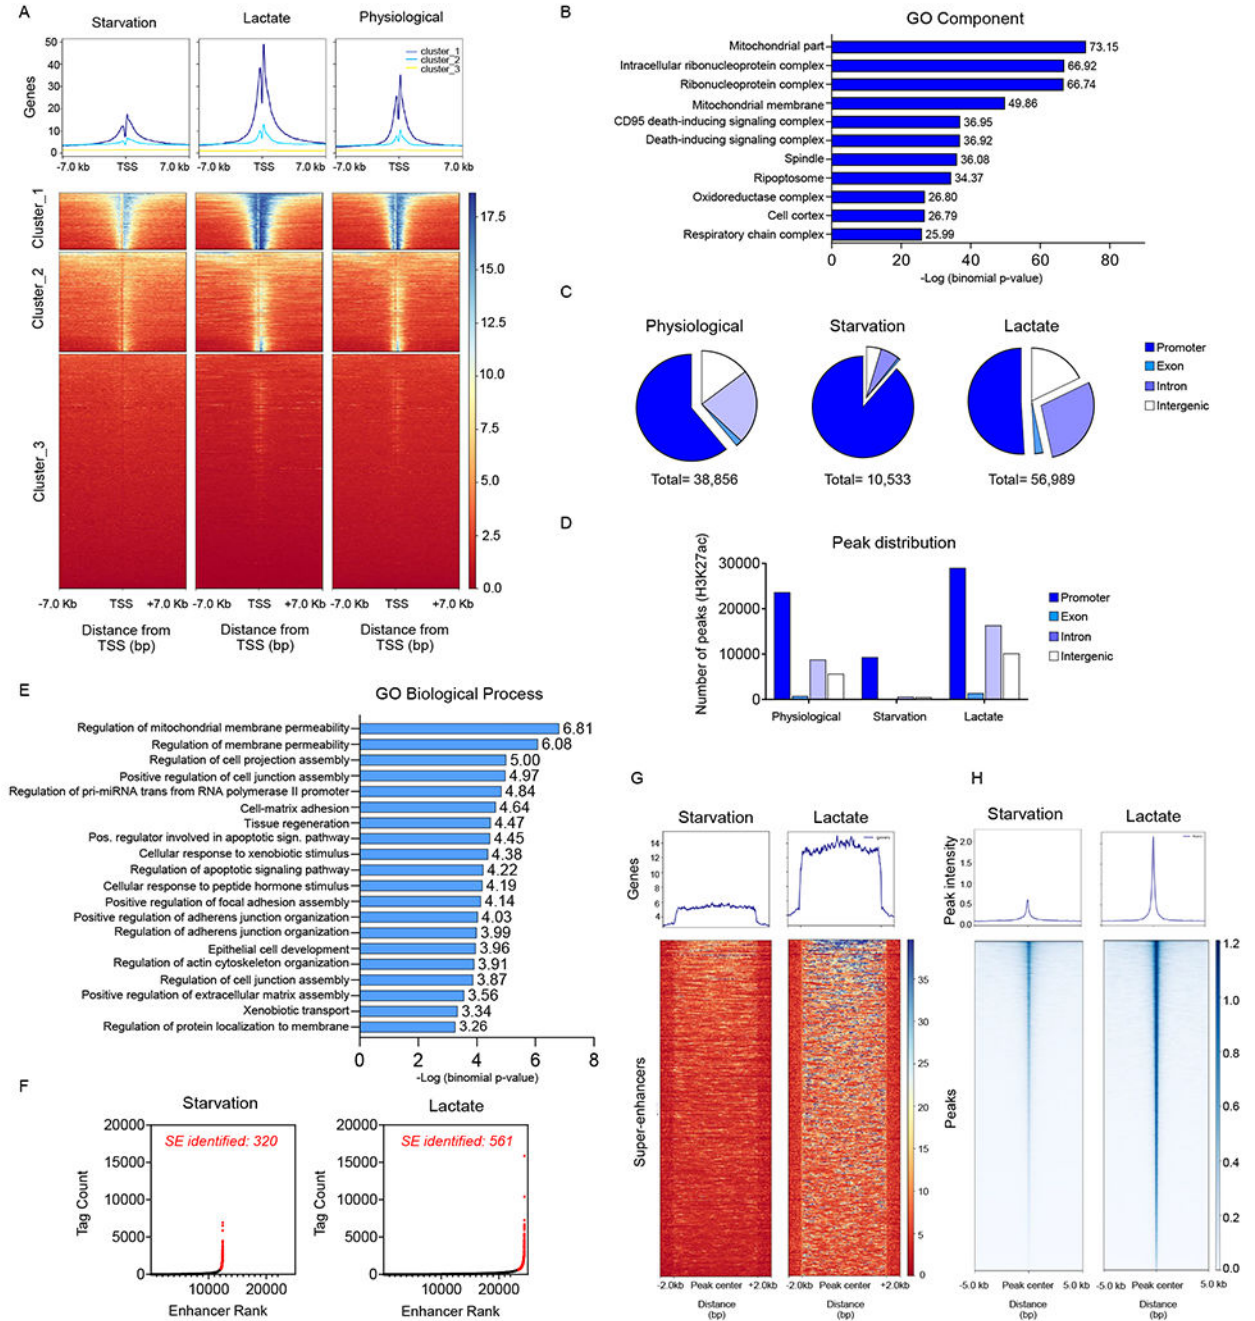 A
Starvation
Lactate
Physiological
Genes
50
40
30
20
10
0
cluster_1
cluster_2
cluster_3
-7.0 kb TSS 7.0 kb
-7.0 kb TSS 7.0 kb
-7.0 kb TSS 7.0 kb
Cluster_1
Cluster_2
Cluster_3
17.5
15.0
12.5
10.0
7.5
5.0
2.5
0.0
-7.0 Kb TSS +7.0 Kb
-7.0 Kb TSS +7.0 Kb
-7.0 Kb TSS +7.0 Kb
Distance from
TSS (bp)
Distance from
TSS (bp)
Distance from
TSS (bp)
B
GO Component
Mitochondrial part 73.15
Intracellular ribonucleoprotein complex 66.92
Ribonucleoprotein complex 66.74
Mitochondrial membrane 49.86
CD95 death-inducing signaling complex 36.95
Death-inducing signaling complex 36.92
Spindle 36.08
Ripoptosome 34.37
Oxidoreductase complex 26.80
Cell cortex 26.79
Respiratory chain complex 25.99
0 20 40 60 80
-Log (binomial p-value)
C
Physiological
Starvation
Lactate
Total= 38,856
Total= 10,533
Total= 56,989
Promoter
Exon
Intron
Intergenic
D
Peak distribution
Number of peaks (H3K27ac)
30000
20000
10000
0
Physiological Starvation Lactate
Promoter
Exon
Intron
Intergenic
E
GO Biological Process
Regulation of mitochondrial membrane permeability 6.81
Regulation of membrane permeability 6.08
Regulation of cell projection assembly 5.00
Positive regulation of cell junction assembly 4.97
Regulation of pri-miRNA trans from RNA polymerase II promoter 4.84
Cell-matrix adhesion 4.64
Tissue regeneration 4.47
Pos. regulator involved in apoptotic sign. pathway 4.45
Cellular response to xenobiotic stimulus 4.38
Regulation of apoptotic signaling pathway 4.22
Cellular response to peptide hormone stimulus 4.19
Positive regulation of focal adhesion assembly 4.14
Positive regulation of adherens junction organization 4.03
Regulation of adherens junction organization 3.99
Epithelial cell development 3.96
Regulation of actin cytoskeleton organization 3.91
Regulation of cell junction assembly 3.87
Positive regulation of extracellular matrix assembly 3.56
Xenobiotic transport 3.34
Regulation of protein localization to membrane 3.26
0 2 4 6 8
-Log (binomial p-value)
F
Starvation
SE identified: 320
Tag Count
20000
15000
10000
5000
0
10000 20000
Enhancer Rank
Lactate
SE identified: 561
Tag Count
20000
15000
10000
5000
0
10000 20000
Enhancer Rank
G
Starvation
Lactate
Genes
14
12
10
8
6
4
genes
Super-enhancers
35
30
25
20
15
10
5
0
-2.0kb Peak center +2.0kb
-2.0kb Peak center +2.0kb
Distance
(bp)
Distance
(bp)
H
Starvation
Lactate
Peak intensity
2.0
1.5
1.0
0.5
0.0
Peaks
1.2
1.0
0.8
0.6
0.4
0.2
0.0
-5.0 kb Peak center 5.0 kb
-5.0 kb Peak center 5.0 kb
Distance
(bp)
Distance
(bp)